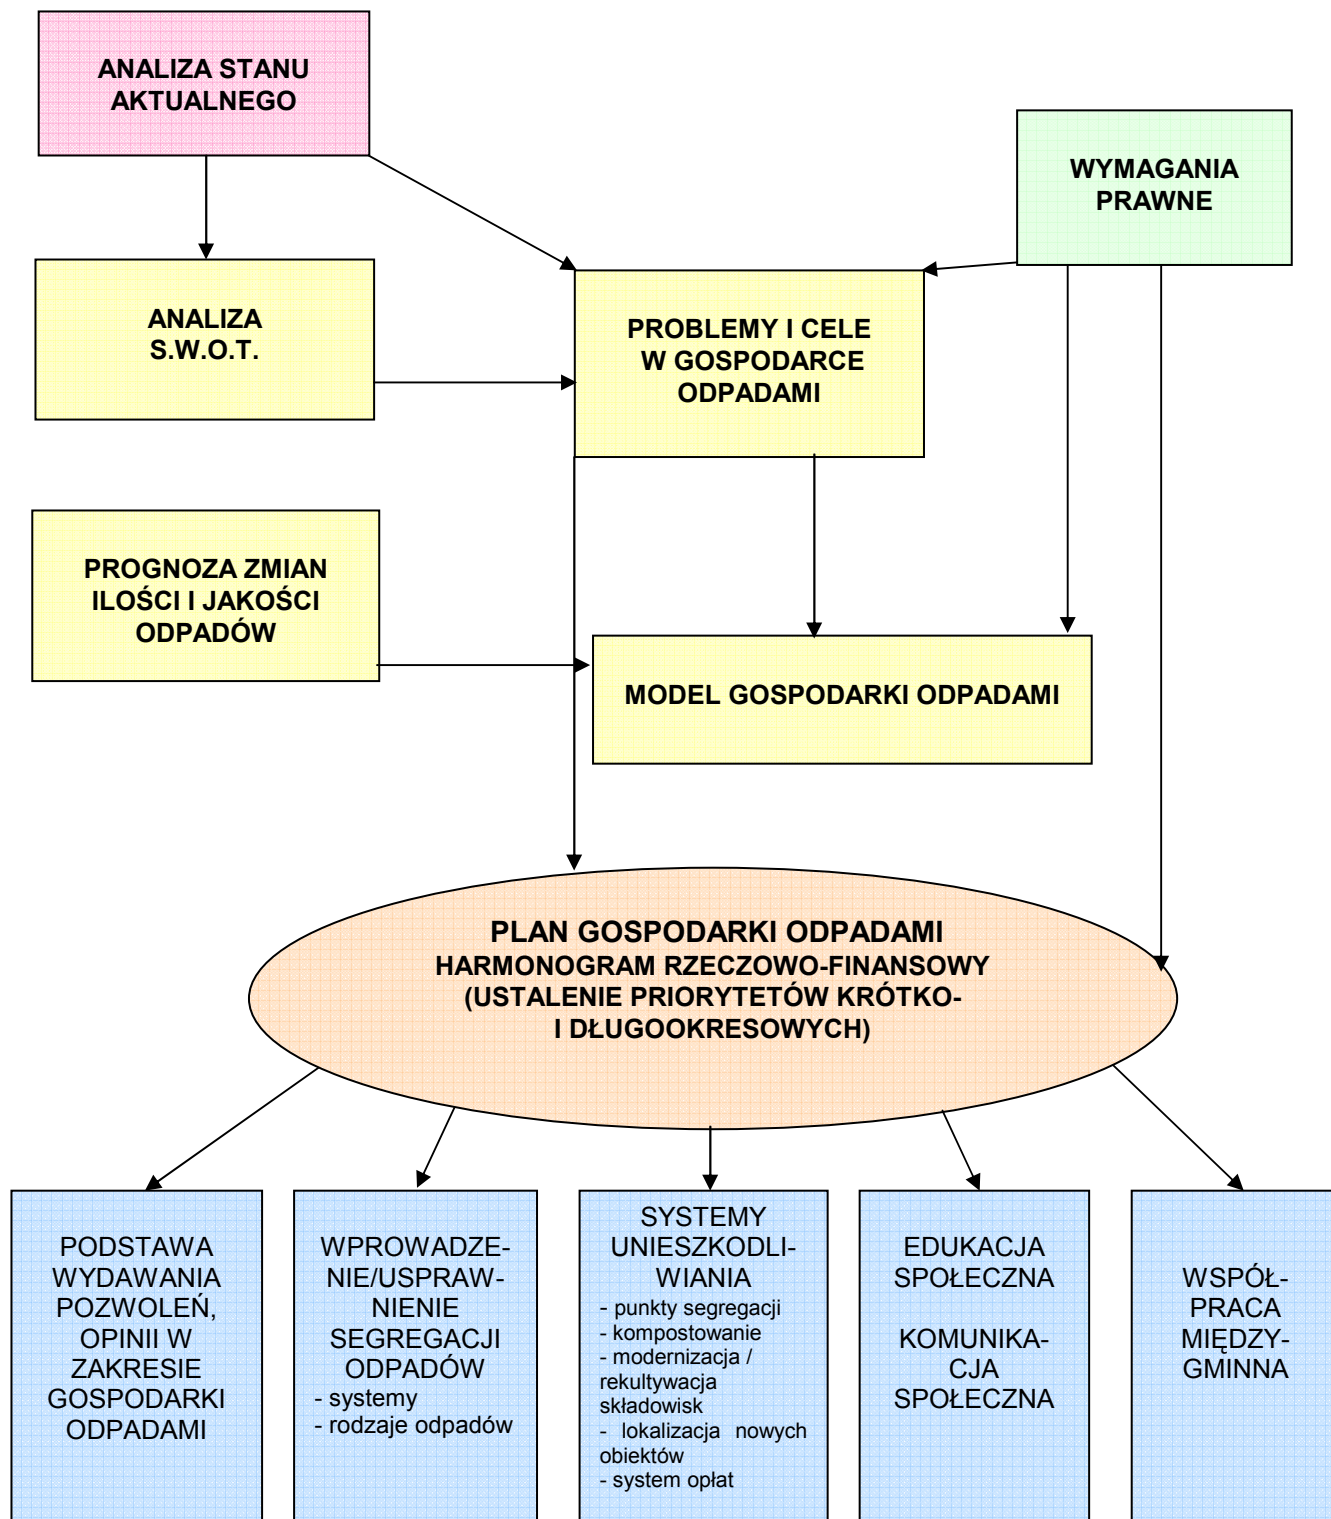 ANALIZA STANU
AKTUALNEGO
WYMAGANIA
PRAWNE
ANALIZA
S.W.O.T.
PROBLEMY I CELE
W GOSPODARCE
ODPADAMI
PROGNOZA ZMIAN
ILOŚCI I JAKOŚCI
ODPADÓW
MODEL GOSPODARKI ODPADAMI
PLAN GOSPODARKI ODPADAMI
HARMONOGRAM RZECZOWO-FINANSOWY
(USTALENIE PRIORYTETÓW KRÓTKO-
I DŁUGOOKRESOWYCH)
PODSTAWA
WYDAWANIA
POZWOLEŃ,
OPINII W
ZAKRESIE
GOSPODARKI
ODPADAMI
WPROWADZE-
NIE/USPRAW-
NIENIE
SEGREGACJI
ODPADÓW
- systemy
- rodzaje odpadów
SYSTEMY
UNIESZKODLI-
WIANIA
- punkty segregacji
- kompostowanie
- modernizacja /
rekultywacja
składowisk
- lokalizacja nowych
obiektów
- system opłat
EDUKACJA
SPOŁECZNA
KOMUNIKA-
CJA
SPOŁECZNA
WSPÓŁ-
PRACA
MIĘDZY-
GMINNA